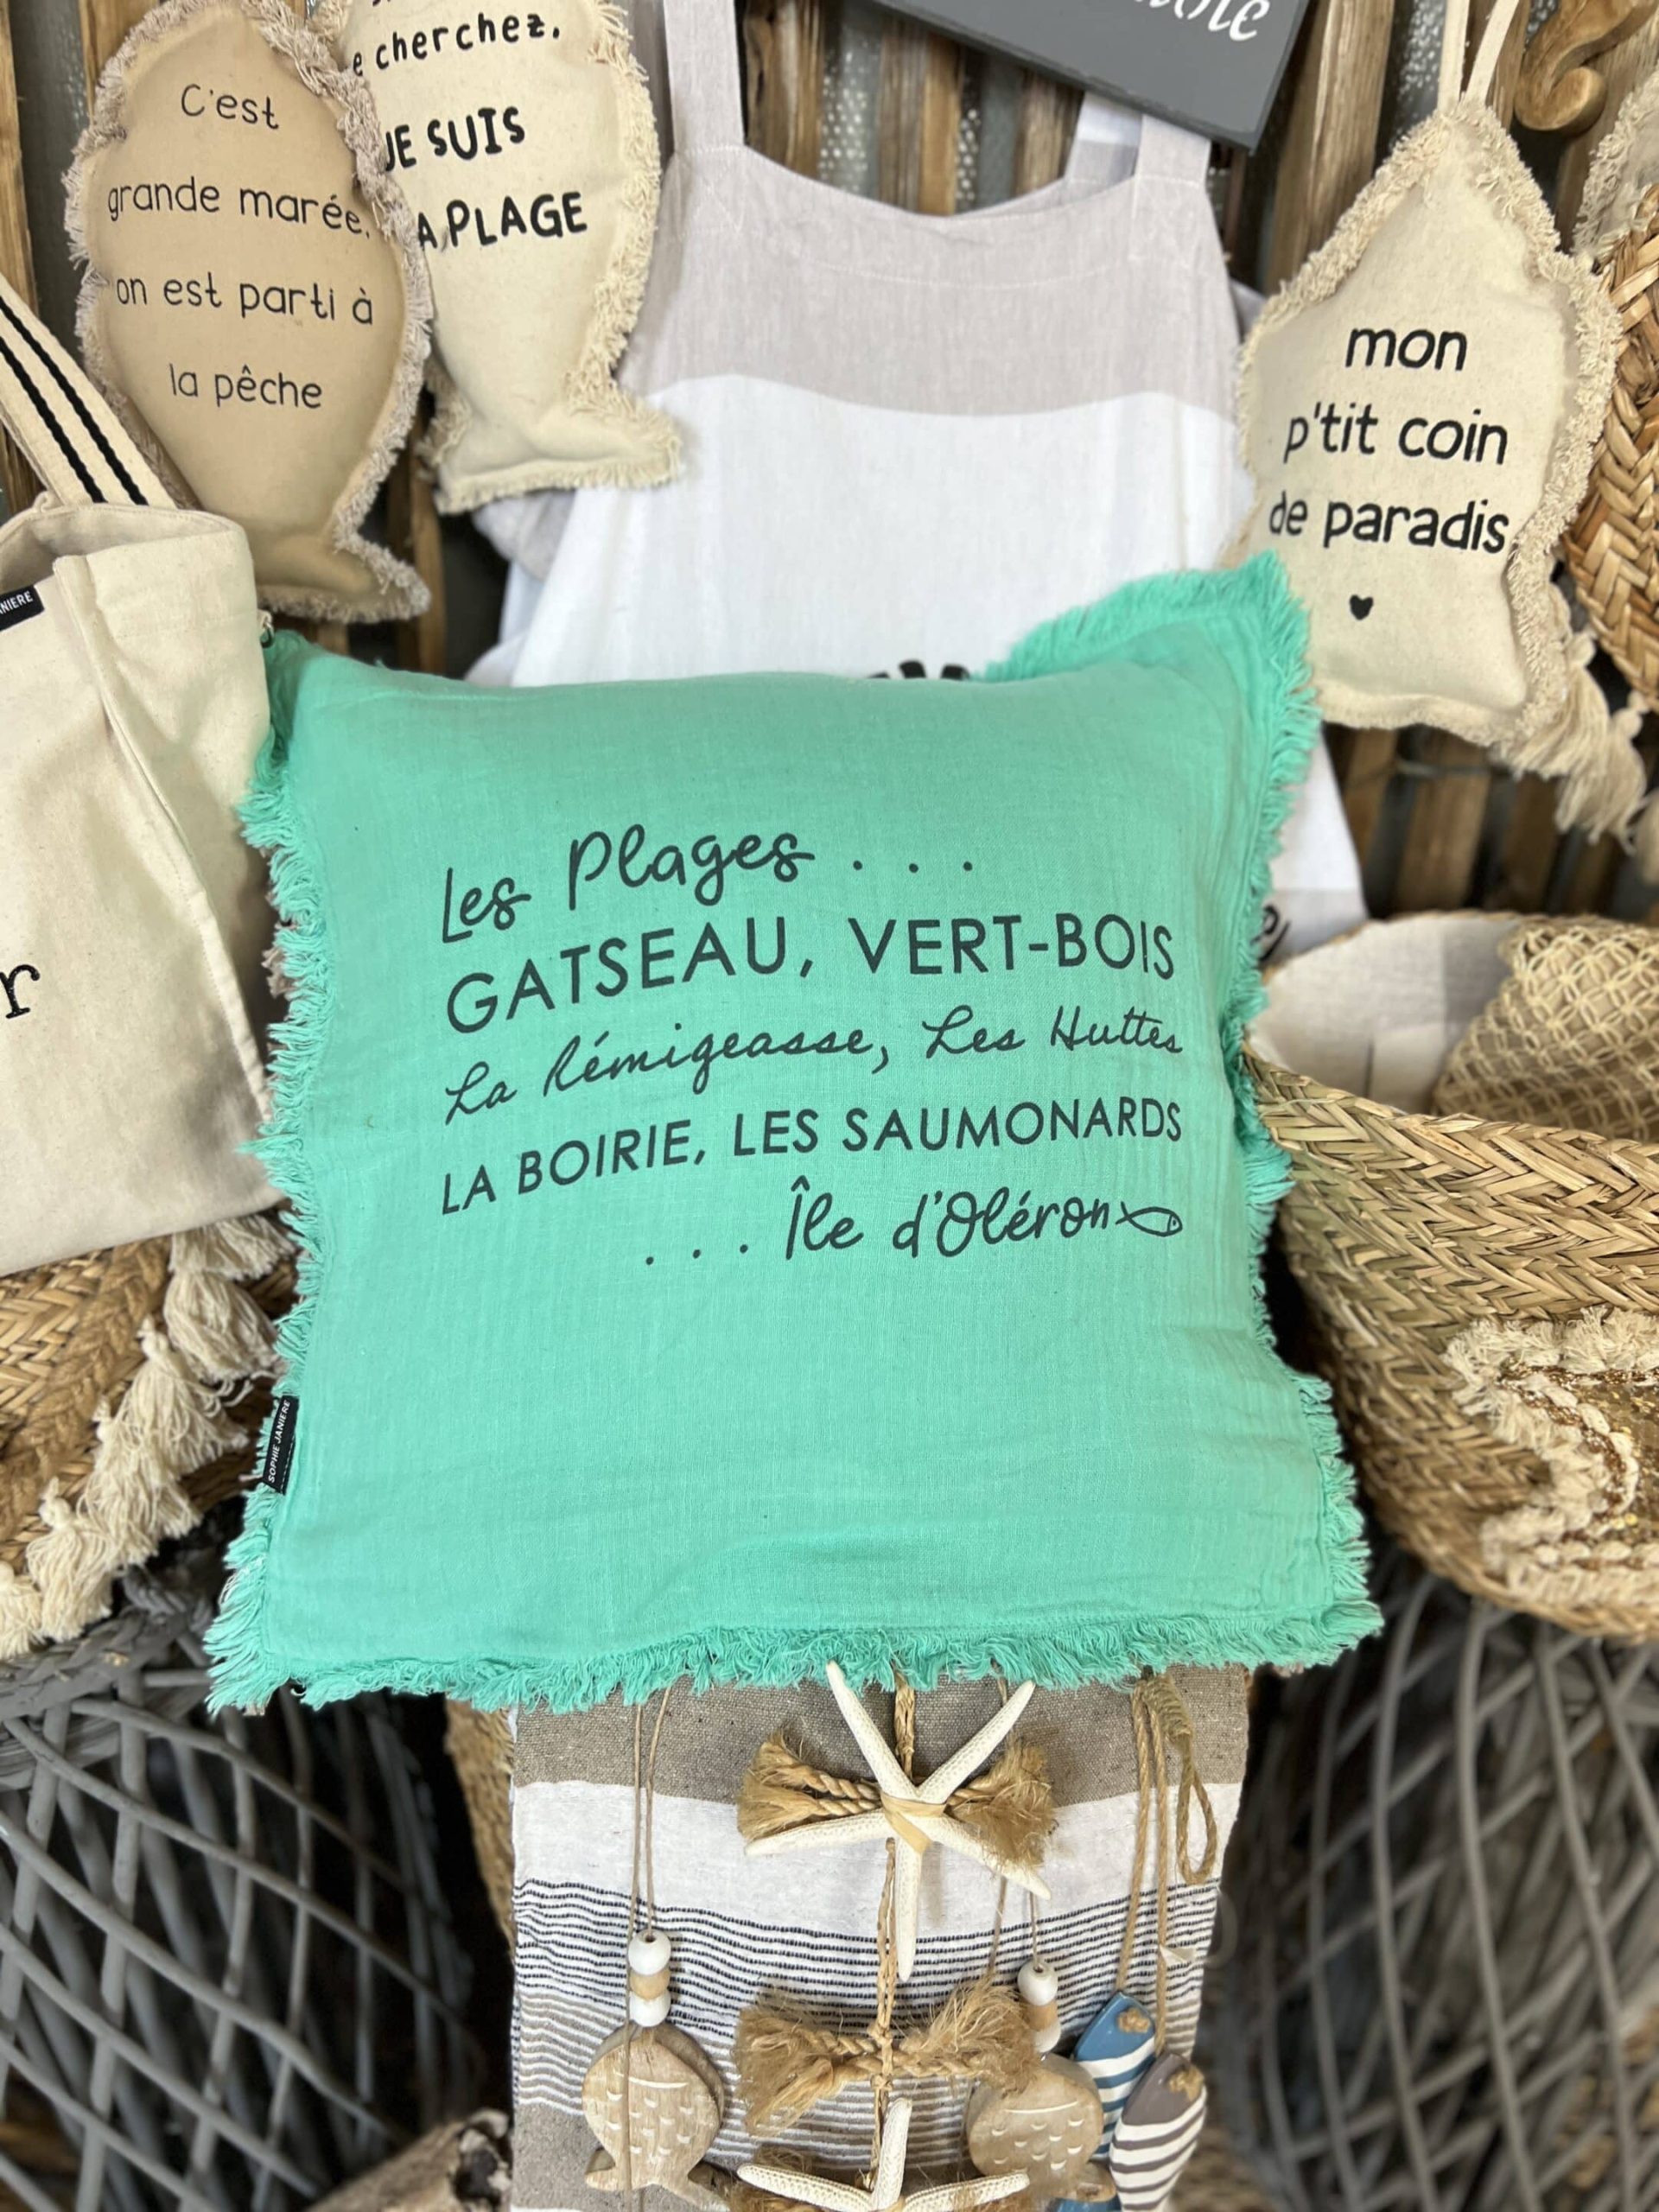 cherchez.
JE SUIS
PLAGE
C'est
grande marée,
on est parti à
la pêche
mon
p'tit coin
de paradis
Les Plages . . .
GATSEAU, VERT-BOIS
La Rémigeasse, Les Huttes
LA BOIRIE, LES SAUMONARDS
. . . Île d'Oléron
SOPHIE JANIERE